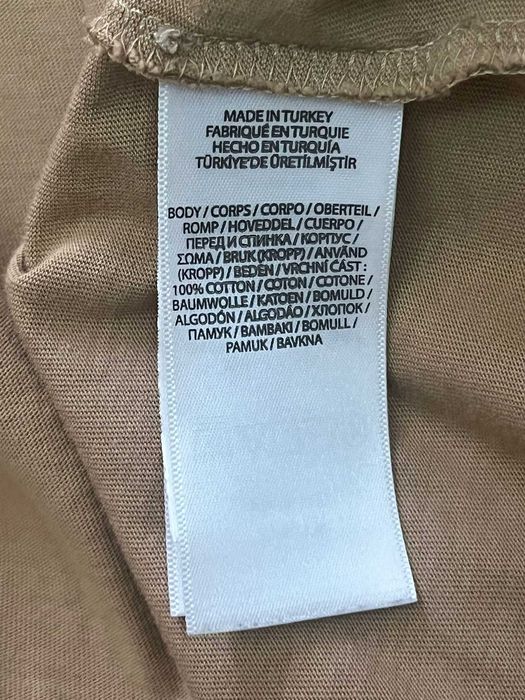 MADE IN TURKEY
FABRIQUÉ EN TURQUIE
HECHO EN TURQUÍA
TÜRKİYE'DE ÜRETİLMİŞTİR
BODY / CORPS / CORPO / OBERTEIL /
ROMP / HOVEDDEL / CUERPO /
ПЕРЕД И СПИНКА / КОРПУС /
ΣΩΜΑ / BRUK (KROPP) / ANVÄND
(KROPP) / BEDEN / VRCHNÍ ČÁST :
100% COTTON / COTON / COTONE /
BAUMWOLLE / KATOEN / BOMULD /
ALGODÓN / ALGODÃO / ХЛОПОК /
ПАМУК / BAMBAKI / BOMULL /
PAMUK / BAVKNA